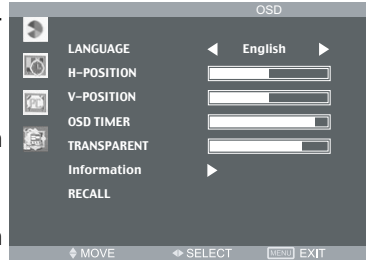 OSD
LANGUAGE English
H-POSITION
V-POSITION
OSD TIMER
TRANSPARENT
Information
RECALL
MOVE SELECT MENU EXIT